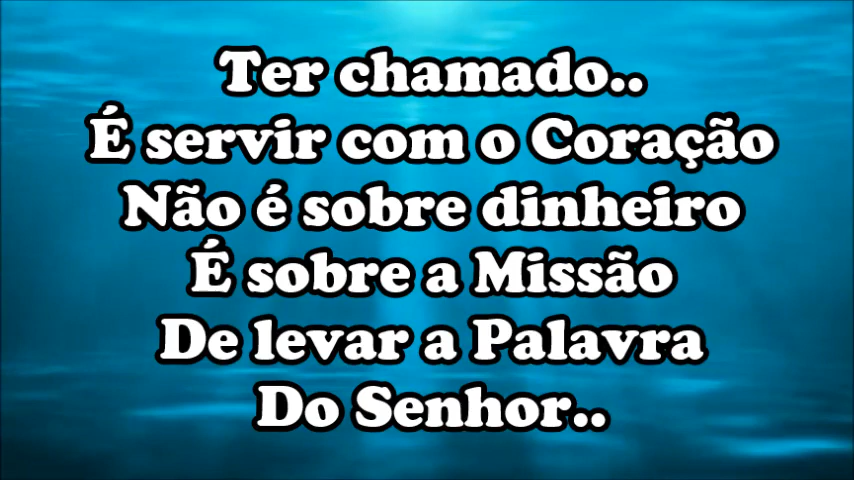 Ter chamado..
É servir com o Coração
Não é sobre dinheiro
É sobre a Missão
De levar a Palavra
Do Senhor..